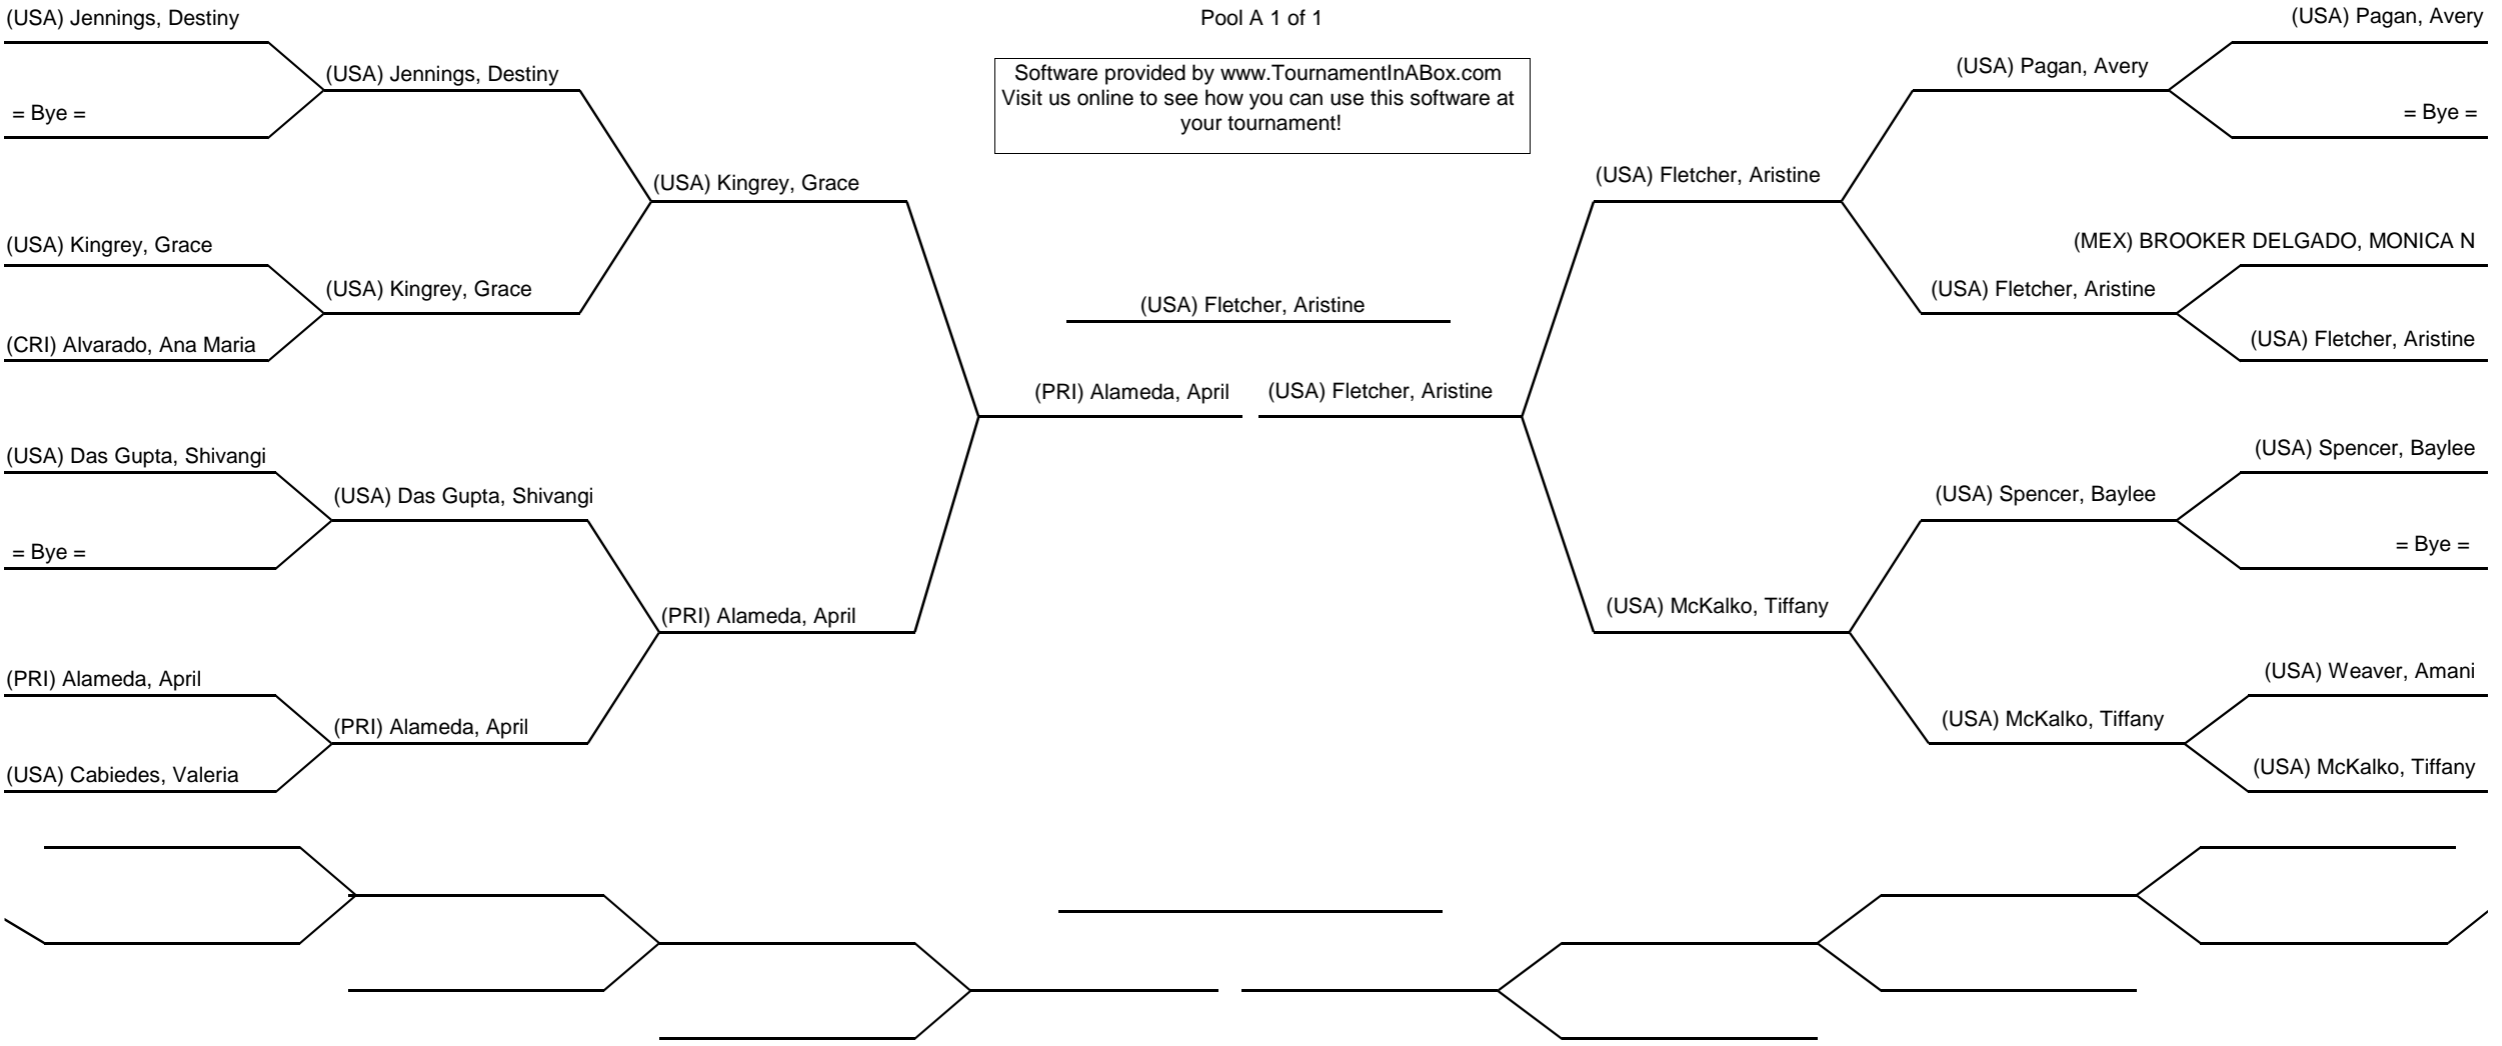 (USA) Jennings, Destiny
= Bye =
(USA) Kingrey, Grace
(CRI) Alvarado, Ana Maria
(USA) Das Gupta, Shivangi
= Bye =
(PRI) Alameda, April
(USA) Cabiedes, Valeria
(USA) Jennings, Destiny
(USA) Kingrey, Grace
(USA) Das Gupta, Shivangi
(PRI) Alameda, April
(USA) Kingrey, Grace
(PRI) Alameda, April
Pool A 1 of 1
Software provided by www.TournamentInABox.com
Visit us online to see how you can use this software at
your tournament!
(USA) Fletcher, Aristine
(PRI) Alameda, April
(USA) Fletcher, Aristine
(USA) Fletcher, Aristine
(USA) McKalko, Tiffany
(USA) Pagan, Avery
(USA) Fletcher, Aristine
(USA) Spencer, Baylee
(USA) McKalko, Tiffany
(USA) Pagan, Avery
= Bye =
(MEX) BROOKER DELGADO, MONICA N
(USA) Fletcher, Aristine
(USA) Spencer, Baylee
= Bye =
(USA) Weaver, Amani
(USA) McKalko, Tiffany